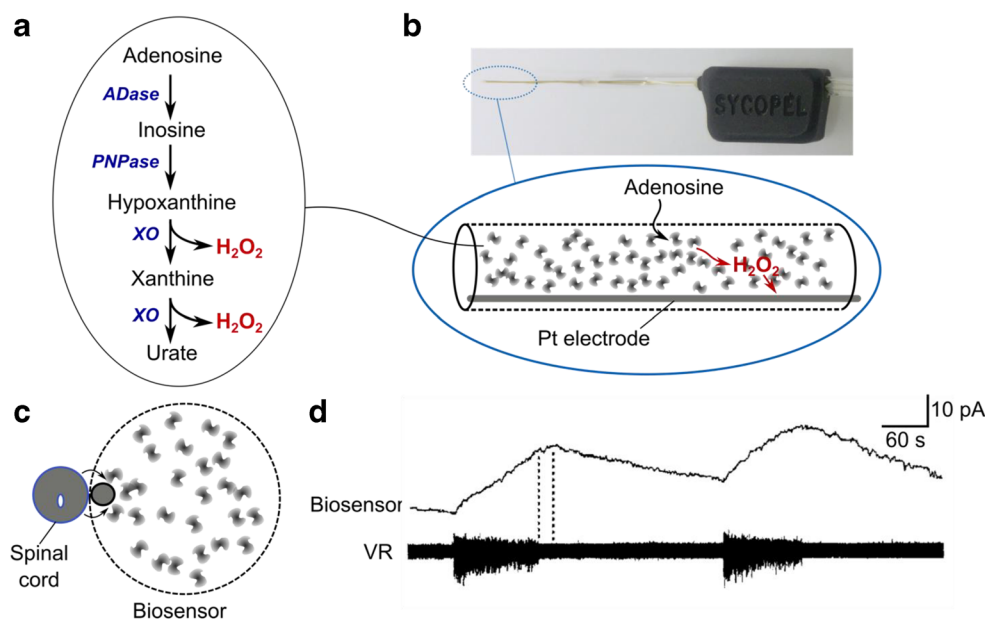 a
Adenosine
ADase
Inosine
PNPase
Hypoxanthine
XO
H₂O₂
Xanthine
XO
H₂O₂
Urate
b
SYCOPEL
Adenosine
H₂O₂
Pt electrode
c
Spinal
cord
Biosensor
d
10 pA
60 s
Biosensor
VR